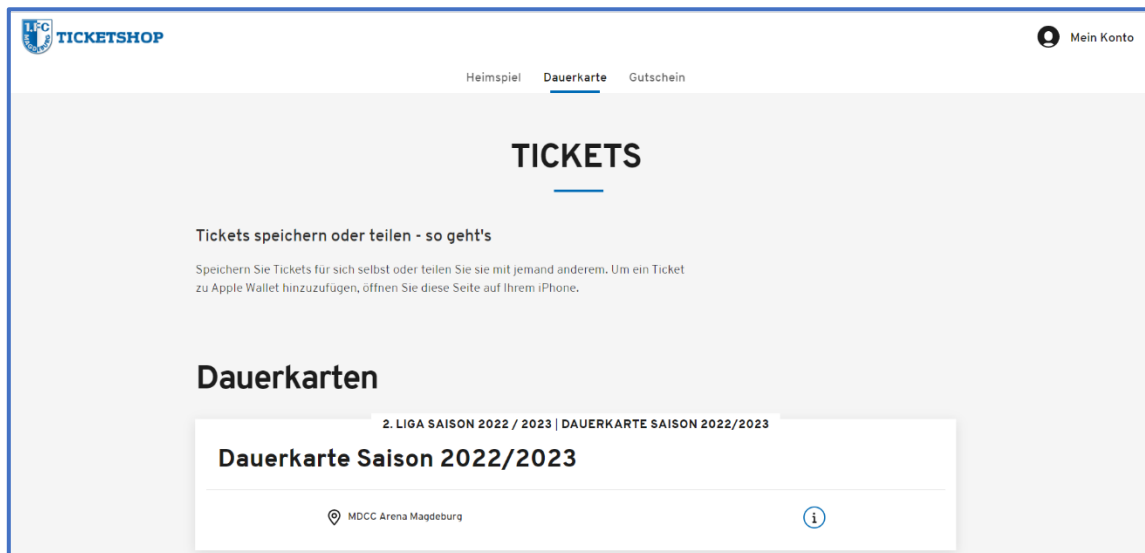 1. FC
MAGDEBURG
TICKETSHOP
Mein Konto
Heimspiel Dauerkarte Gutschein
TICKETS
Tickets speichern oder teilen - so geht's
Speichern Sie Tickets für sich selbst oder teilen Sie sie mit jemand anderem. Um ein Ticket
zu Apple Wallet hinzuzufügen, öffnen Sie diese Seite auf Ihrem iPhone.
Dauerkarten
2. LIGA SAISON 2022 / 2023 | DAUERKARTE SAISON 2022/2023
Dauerkarte Saison 2022/2023
MDCC Arena Magdeburg
i